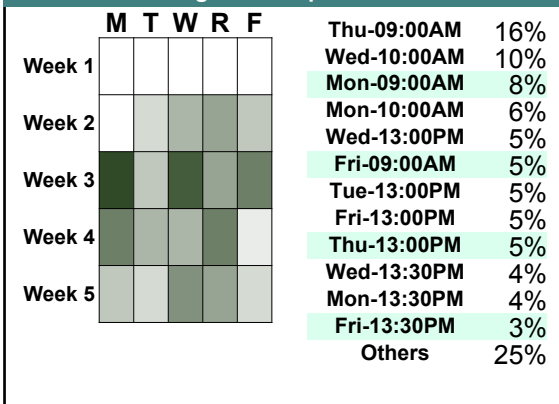 M T W R F
Week 1
Week 2
Week 3
Week 4
Week 5
Thu-09:00AM 16%
Wed-10:00AM 10%
Mon-09:00AM 8%
Mon-10:00AM 6%
Wed-13:00PM 5%
Fri-09:00AM 5%
Tue-13:00PM 5%
Fri-13:00PM 5%
Thu-13:00PM 5%
Wed-13:30PM 4%
Mon-13:30PM 4%
Fri-13:30PM 3%
Others 25%